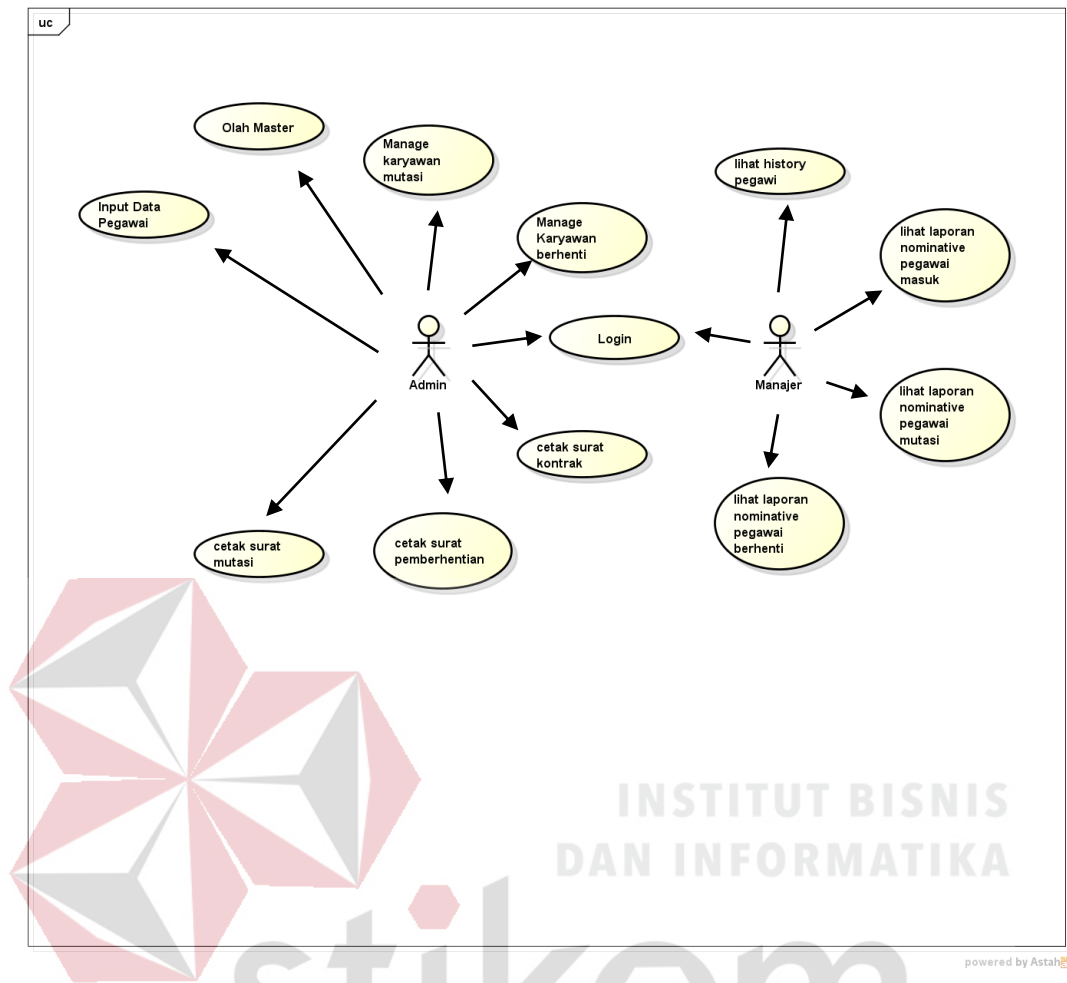 uc
Olah Master
Manage
karyawan
mutasi
Input Data
Pegawai
Manage
Karyawan
berhenti
lihat history
pegawi
lihat laporan
nominative
pegawai
masuk
Login
Admin
Manajer
lihat laporan
nominative
pegawai
mutasi
cetak surat
kontrak
lihat laporan
nominative
pegawai
berhenti
cetak surat
mutasi
cetak surat
pemberhentian
INSTITUT BISNIS
DAN INFORMATIKA
stikom
powered by Astah